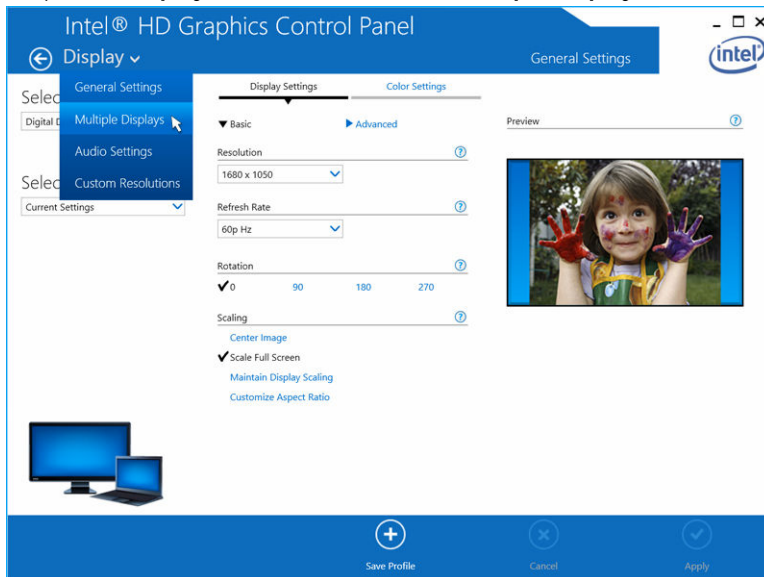 Intel® HD Graphics Control Panel
Display
General Settings
intel
General Settings
Multiple Displays
Audio Settings
Custom Resolutions
Selec
Digital D
Selec
Current Settings
Display Settings
Color Settings
Basic
Advanced
Resolution
?
1680 x 1050
Refresh Rate
?
60p Hz
Rotation
?
0 90 180 270
Scaling
?
Center Image
Scale Full Screen
Maintain Display Scaling
Customize Aspect Ratio
Preview
?
Save Profile
Cancel
Apply